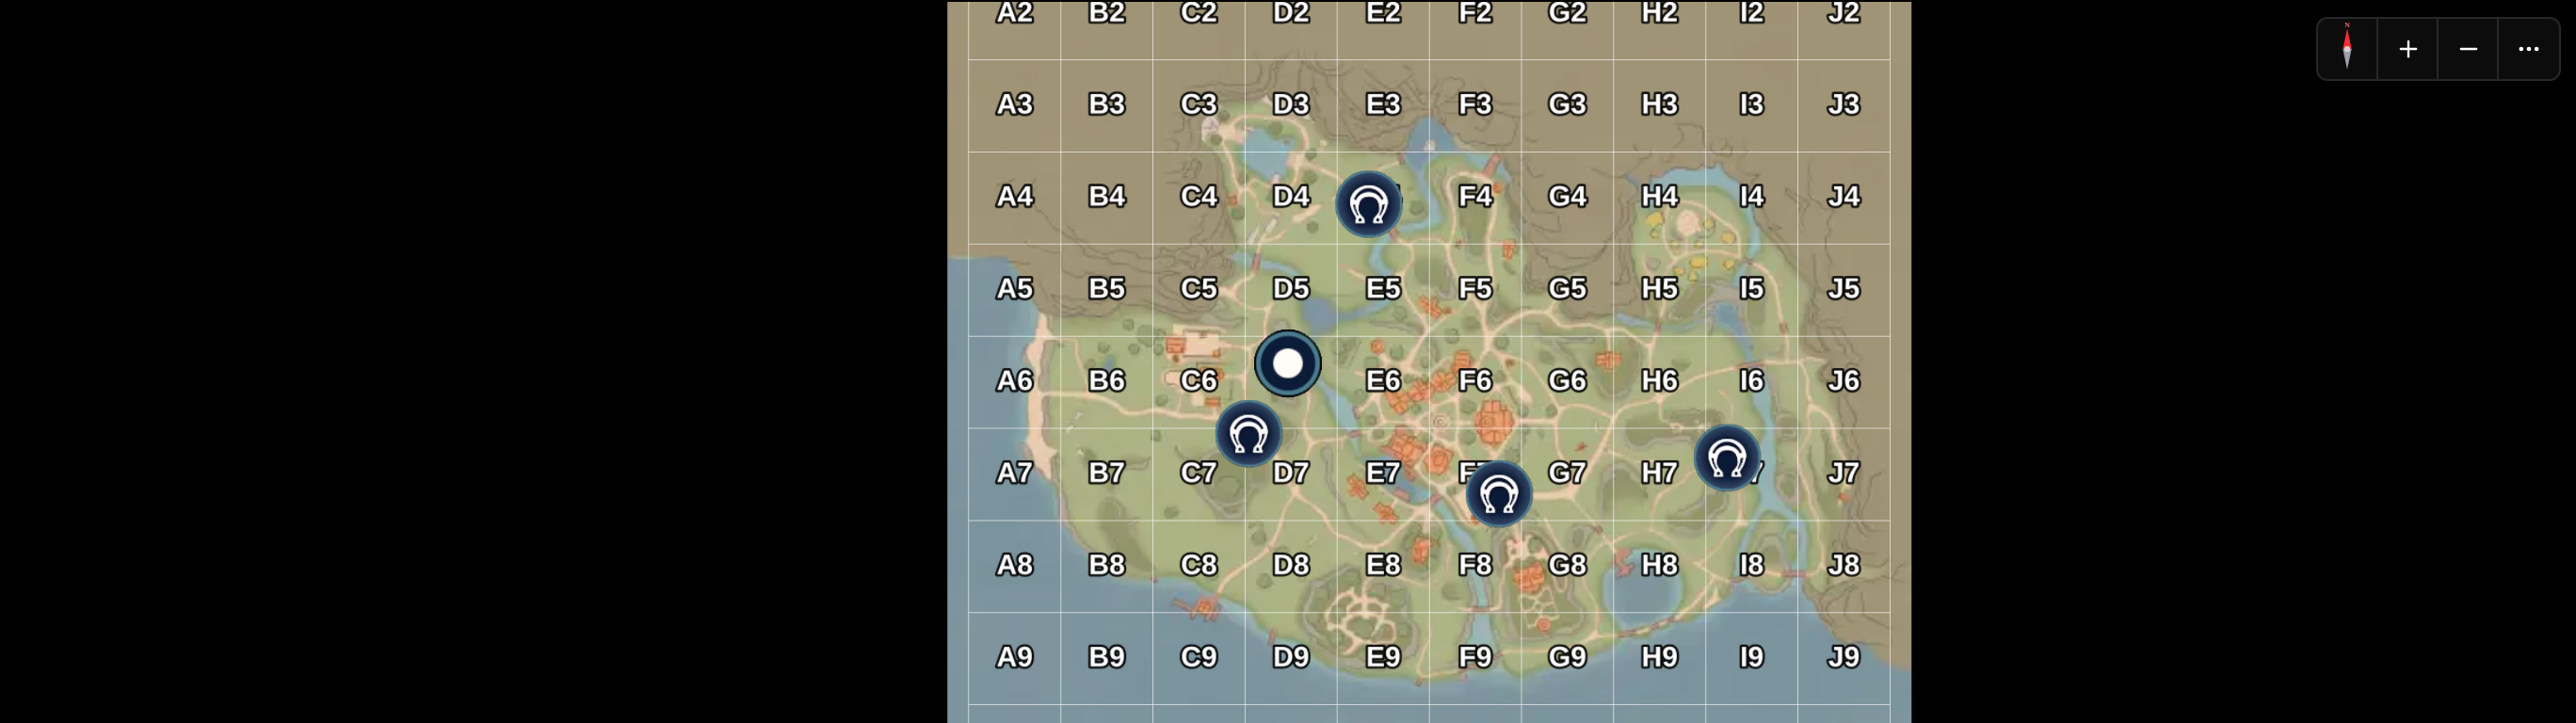 N
A2 B2 C2 D2 E2 F2 G2 H2 I2 J2
A3 B3 C3 D3 E3 F3 G3 H3 I3 J3
A4 B4 C4 D4 F4 G4 H4 I4 J4
A5 B5 C5 D5 E5 F5 G5 H5 I5 J5
A6 B6 C6 E6 F6 G6 H6 I6 J6
A7 B7 C7 D7 E7 G7 H7 J7
A8 B8 C8 D8 E8 F8 G8 H8 I8 J8
A9 B9 C9 D9 E9 F9 G9 H9 I9 J9